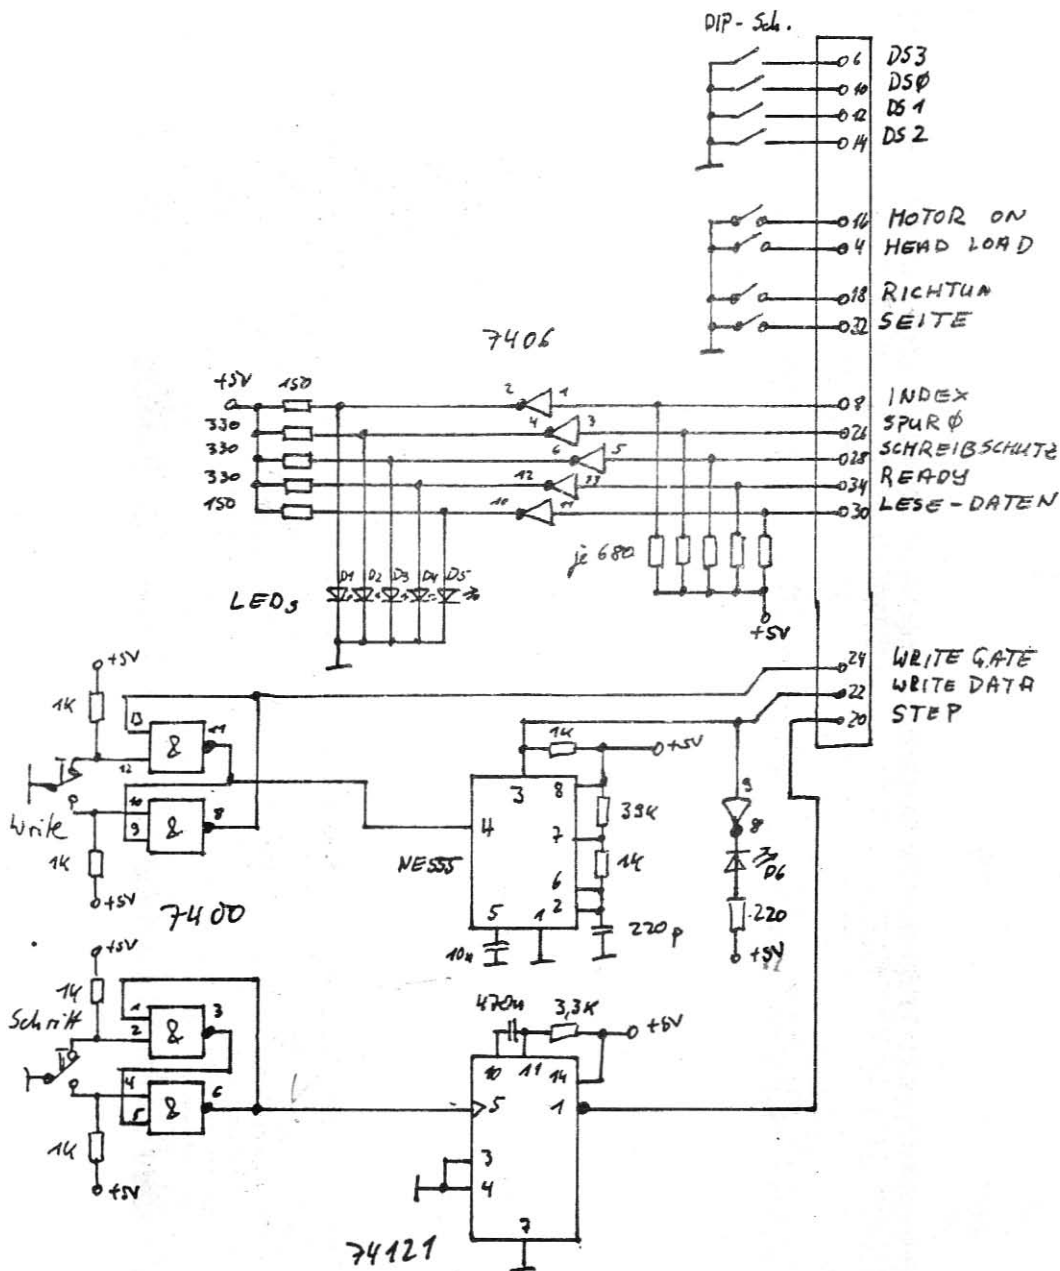 DIP-Sch.
6 DS3
10 DSØ
12 DS1
14 DS2
16 MOTOR ON
4 HEAD LOAD
18 RICHTUN
32 SEITE
7406
+5V 150 2 1 8 INDEX
330 4 3 26 SPUR Ø
330 6 5 28 SCHREIBSCHUTZ
330 12 13 34 READY
150 10 11 30 LESE-DATEN
je 680
D1 D2 D3 D4 D5
LEDs
+5V
24 WRITE GATE
22 WRITE DATA
20 STEP
+5V
1K
13 & 11
12
10 & 8
9
Write
1K
+5V
7400
1K +5V
3 8
39K
4 7
1K
NE555
6
5 1 2
10n
220p
9
8
D6
220
+5V
+5V
1K
1 & 3
Schritt 2
4 & 6
5
1K
+5V
470n 3,3K +5V
10 11 14
5 1
3
4
7
74121